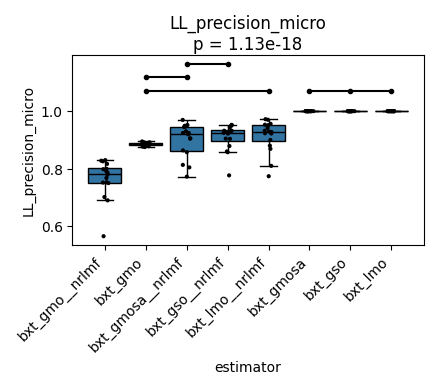 LL_precision_micro
p = 1.13e-18
LL_precision_micro
1.0
0.8
0.6
bxt_gmo__nrlmf
bxt_gmo
bxt_gmosa__nrlmf
bxt_gso__nrlmf
bxt_lmo__nrlmf
bxt_gmosa
bxt_gso
bxt_lmo
estimator